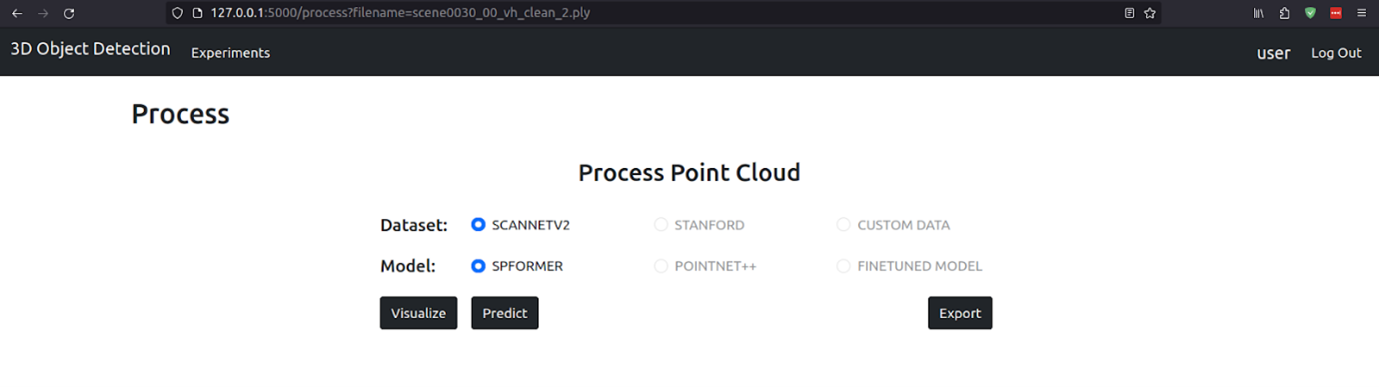 127.0.0.1:5000/process?filename=scene0030_00_vh_clean_2.ply
3D Object Detection Experiments user Log Out
Process
Process Point Cloud
Dataset: SCANNETV2 STANFORD CUSTOM DATA
Model: SPFORMER POINTNET++ FINETUNED MODEL
Visualize Predict Export